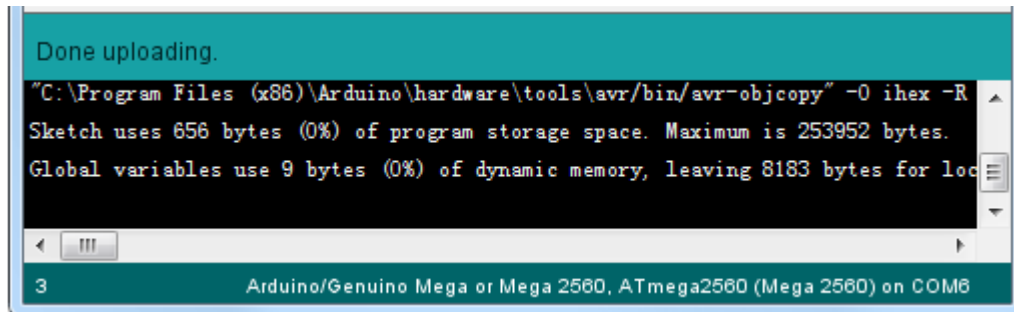 Done uploading.
"C:\Program Files (x86)\Arduino\hardware\tools\avr/bin/avr-objcopy" -O ihex -R
Sketch uses 656 bytes (0%) of program storage space. Maximum is 253952 bytes.
Global variables use 9 bytes (0%) of dynamic memory, leaving 8183 bytes for loc
3 Arduino/Genuino Mega or Mega 2560, ATmega2560 (Mega 2560) on COM6